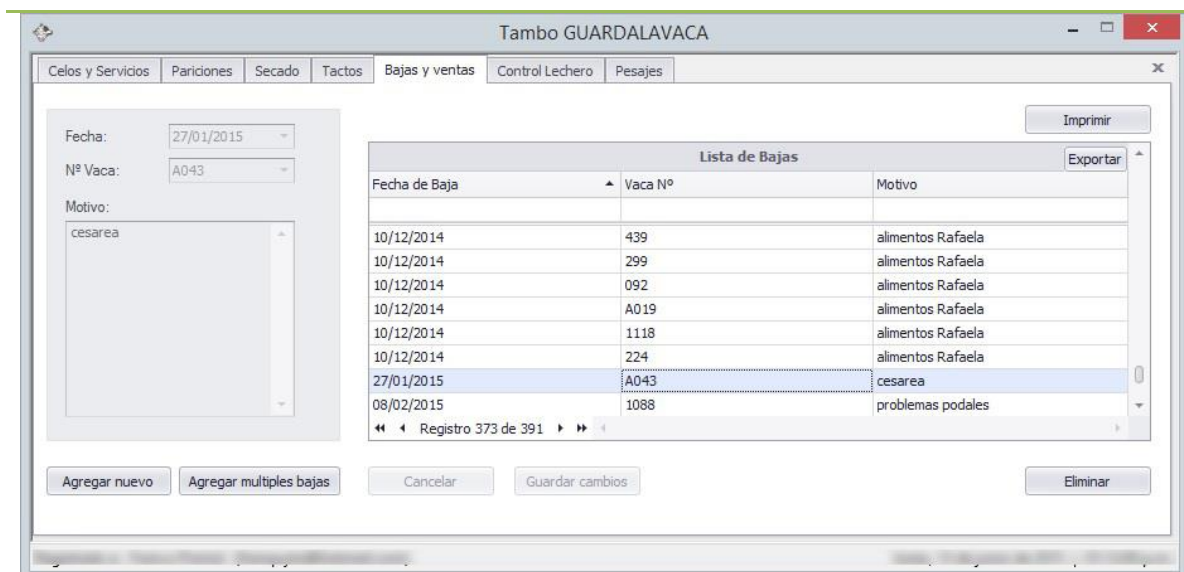 Tambo GUARDALAVACA
Celos y Servicios Pariciones Secado Tactos Bajas y ventas Control Lechero Pesajes
Imprimir
Fecha: 27/01/2015
Nº Vaca: A043
Motivo:
cesarea
Lista de Bajas Exportar
Fecha de Baja Vaca Nº Motivo
10/12/2014 439 alimentos Rafaela
10/12/2014 299 alimentos Rafaela
10/12/2014 092 alimentos Rafaela
10/12/2014 A019 alimentos Rafaela
10/12/2014 1118 alimentos Rafaela
10/12/2014 224 alimentos Rafaela
27/01/2015 A043 cesarea
08/02/2015 1088 problemas podales
Registro 373 de 391
Agregar nuevo Agregar multiples bajas Cancelar Guardar cambios Eliminar